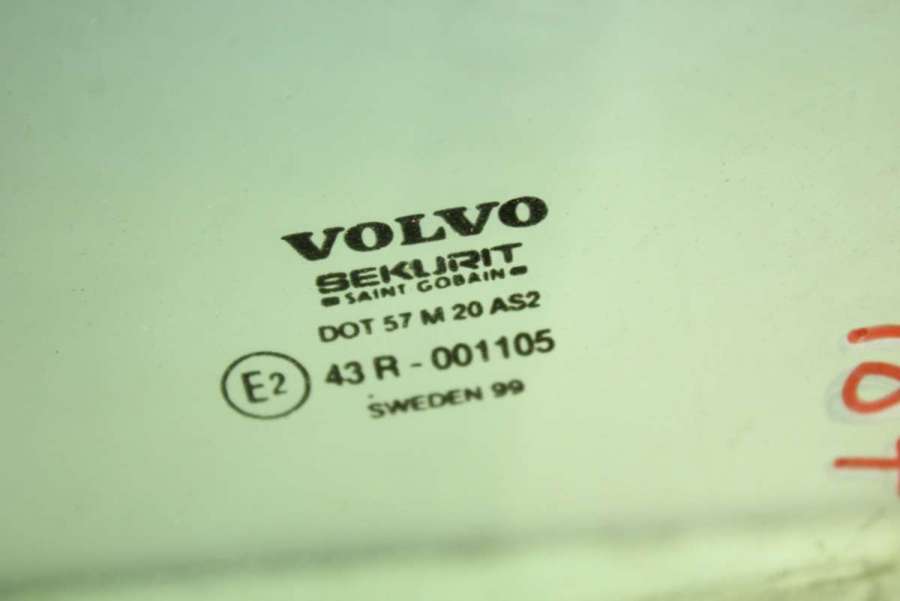 VOLVO
SEKURIT
SAINT GOBAIN
DOT 57 M 20 AS2
E2 43 R - 001105
SWEDEN 99